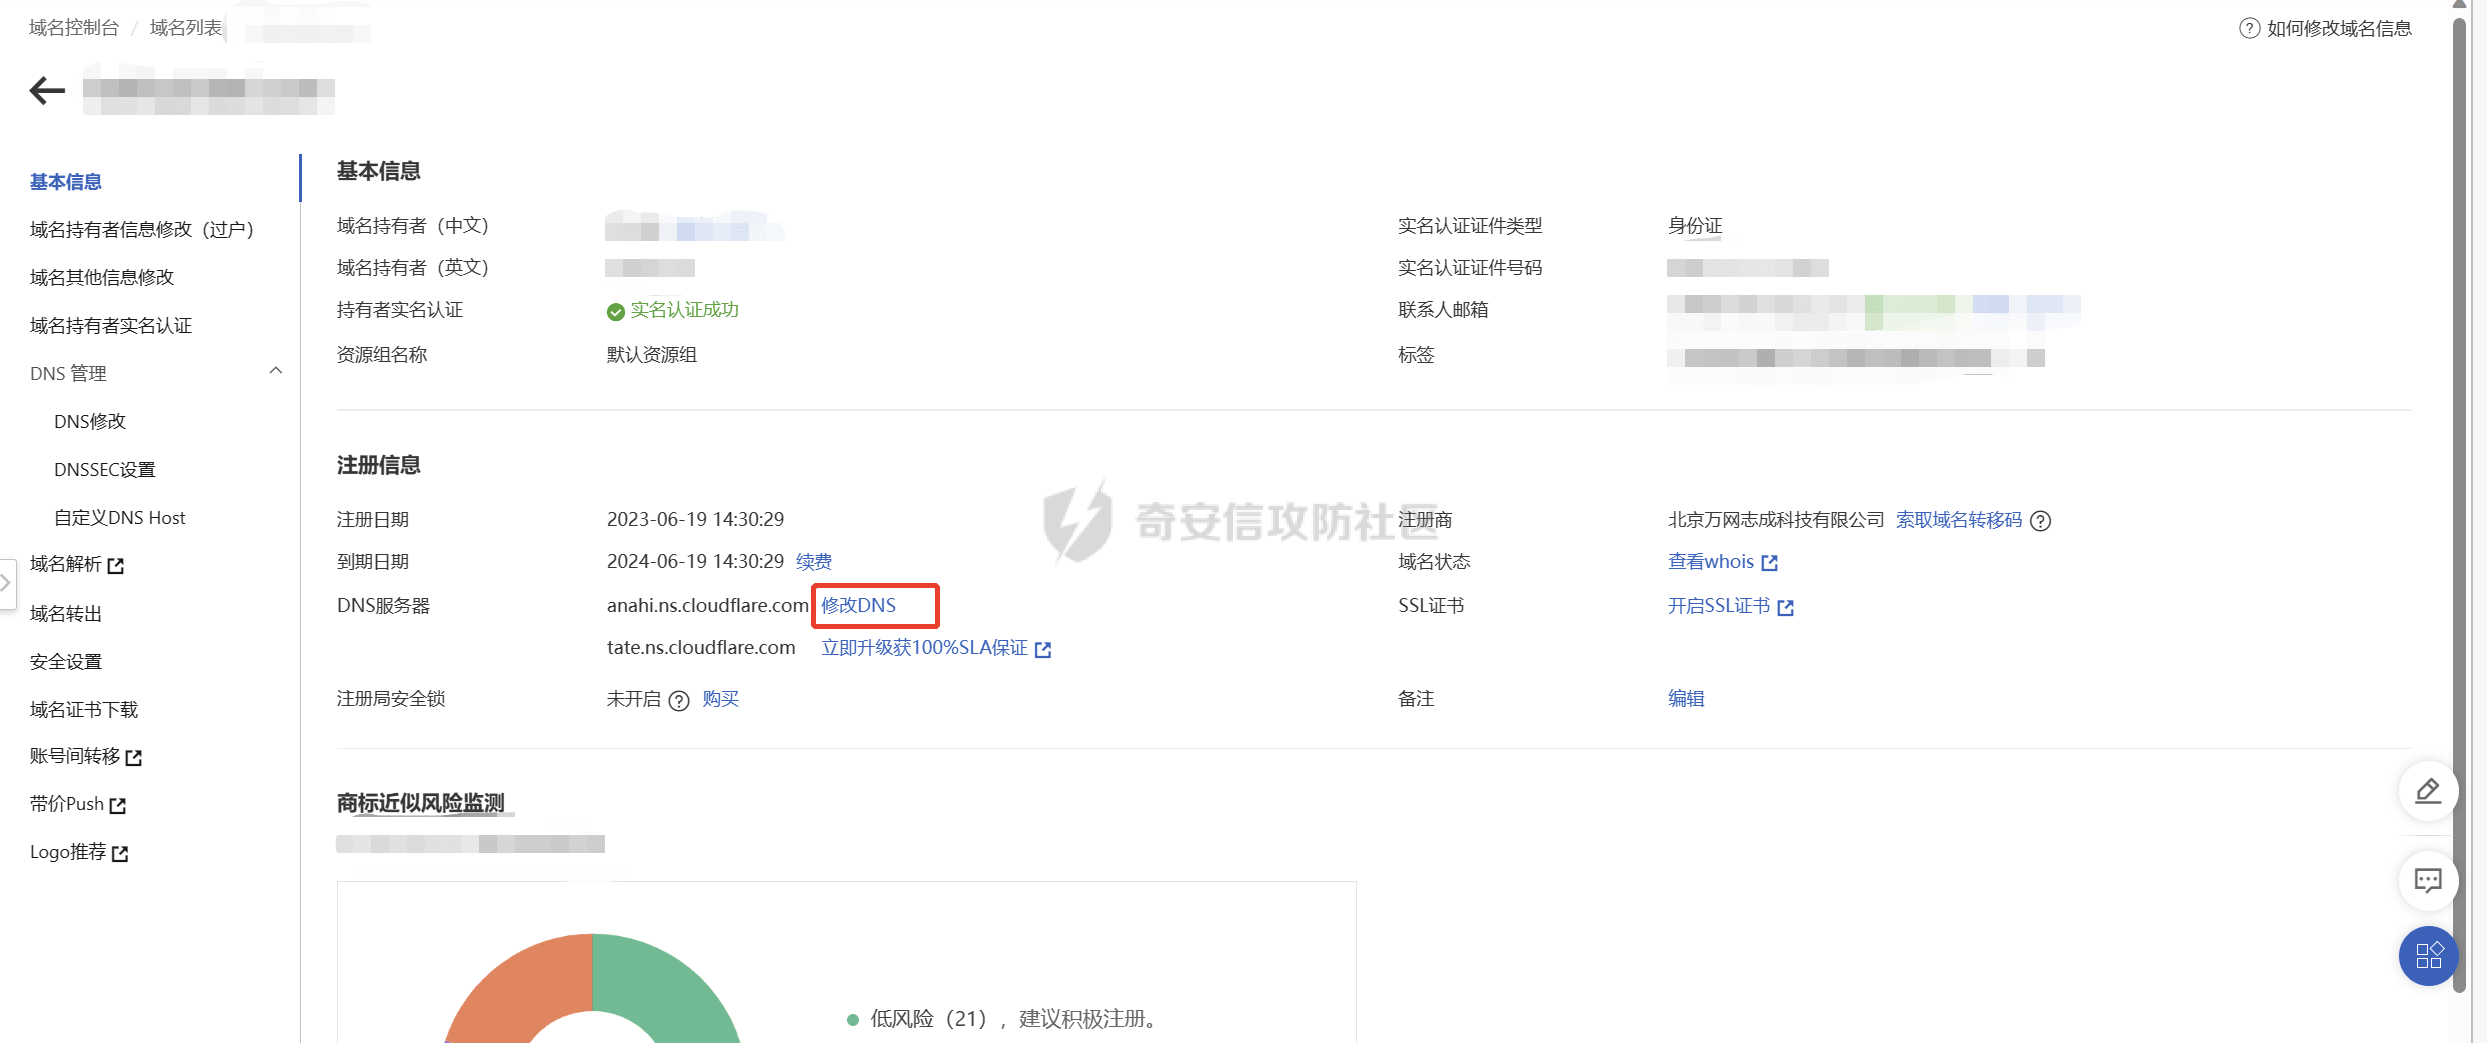 域名控制台 / 域名列表
如何修改域名信息
基本信息
域名持有者信息修改（过户）
域名其他信息修改
域名持有者实名认证
DNS 管理
DNS修改
DNSSEC设置
自定义DNS Host
域名解析
域名转出
安全设置
域名证书下载
账号间转移
带价Push
Logo推荐
基本信息
域名持有者（中文）
实名认证证件类型 身份证
域名持有者（英文）
实名认证证件号码
持有者实名认证 实名认证成功
联系人邮箱
资源组名称 默认资源组
标签
注册信息
注册日期 2023-06-19 14:30:29
注册商 北京万网志成科技有限公司 索取域名转移码
到期日期 2024-06-19 14:30:29 续费
域名状态 查看whois
DNS服务器 anahi.ns.cloudflare.com 修改DNS
SSL证书 开启SSL证书
tate.ns.cloudflare.com 立即升级获100%SLA保证
注册局安全锁 未开启 购买
备注 编辑
商标近似风险监测
低风险（21），建议积极注册。
奇安信攻防社区